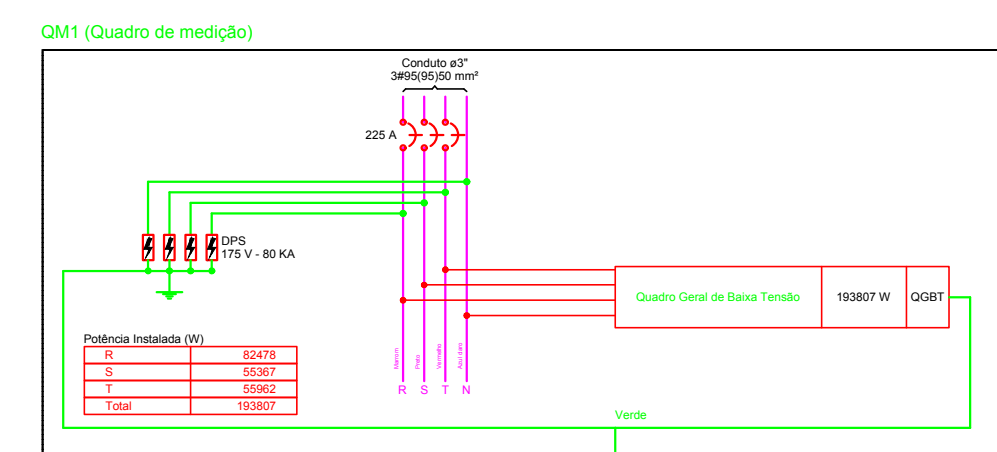 QM1 (Quadro de medição)
Conduto ø3"
3#95(95)50 mm²
225 A
DPS
175 V - 80 KA
Quadro Geral de Baixa Tensão 193807 W QGBT
Potência Instalada (W)
R 82478
S 55367
T 55962
Total 193807
Marrom
Preto
Vermelho
Azul claro
R S T N
Verde